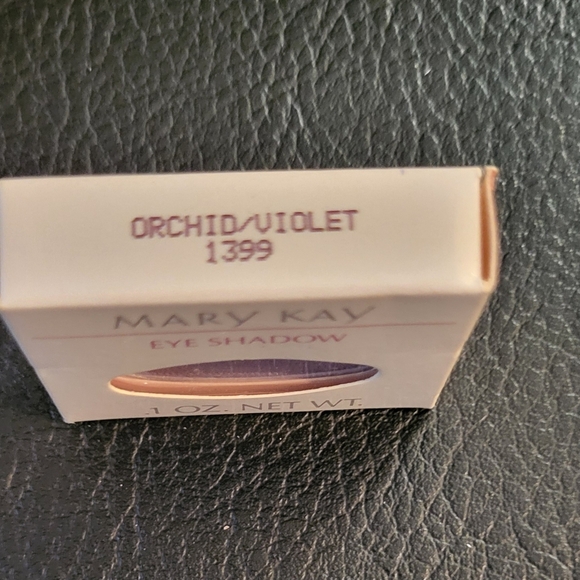 ORCHID/VIOLET
1399
MARY KAY
EYE SHADOW
.1 OZ. NET WT.